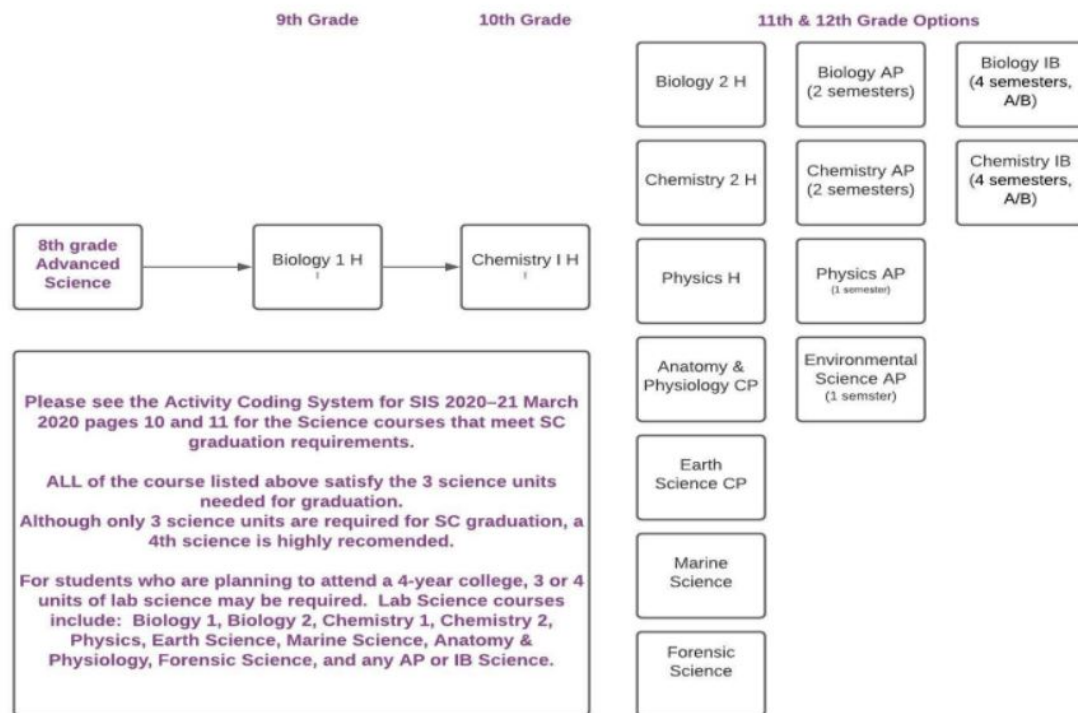 9th Grade
10th Grade
11th & 12th Grade Options
Biology 2 H
Biology AP
(2 semesters)
Biology IB
(4 semesters,
A/B)
Chemistry 2 H
Chemistry AP
(2 semesters)
Chemistry IB
(4 semesters,
A/B)
8th grade
Advanced
Science
Biology 1 H
Chemistry I H
Physics H
Physics AP
(1 semester)
Anatomy &
Physiology CP
Environmental
Science AP
(1 semster)
Earth
Science CP
Marine
Science
Forensic
Science
Please see the Activity Coding System for SIS 2020–21 March
2020 pages 10 and 11 for the Science courses that meet SC
graduation requirements.
ALL of the course listed above satisfy the 3 science units
needed for graduation.
Although only 3 science units are required for SC graduation, a
4th science is highly recomended.
For students who are planning to attend a 4-year college, 3 or 4
units of lab science may be required. Lab Science courses
include: Biology 1, Biology 2, Chemistry 1, Chemistry 2,
Physics, Earth Science, Marine Science, Anatomy &
Physiology, Forensic Science, and any AP or IB Science.